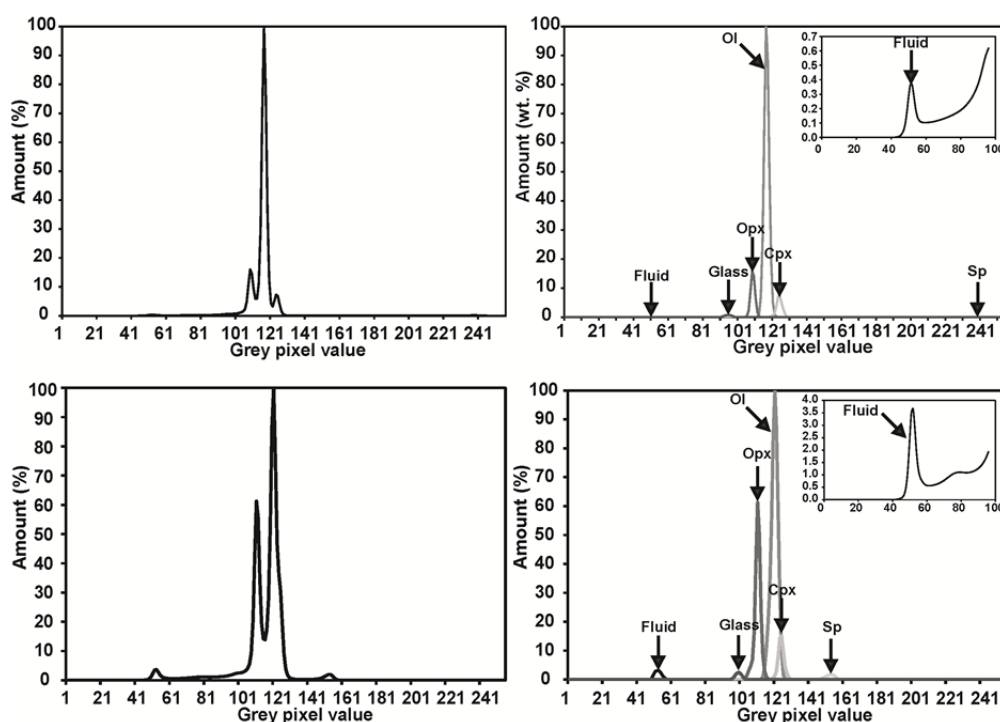 100
90
80
70
60
50
40
30
20
10
0
Amount (%)
1 21 41 61 81 101 121 141 161 181 201 221 241
Grey pixel value
100
90
80
70
60
50
40
30
20
10
0
Amount (wt. %)
Ol
Opx
Cpx
Fluid
Glass
Sp
1 21 41 61 81 101 121 141 161 181 201 221 241
Grey pixel value
Fluid
0.7
0.6
0.5
0.4
0.3
0.2
0.1
0.0
0 20 40 60 80 100
100
90
80
70
60
50
40
30
20
10
0
Amount (%)
1 21 41 61 81 101 121 141 161 181 201 221 241
Grey pixel value
100
90
80
70
60
50
40
30
20
10
0
Amount (%)
Ol
Opx
Cpx
Fluid
Glass
Sp
1 21 41 61 81 101 121 141 161 181 201 221 241
Grey pixel value
Fluid
4.0
3.5
3.0
2.5
2.0
1.5
1.0
0.5
0.0
0 20 40 60 80 100